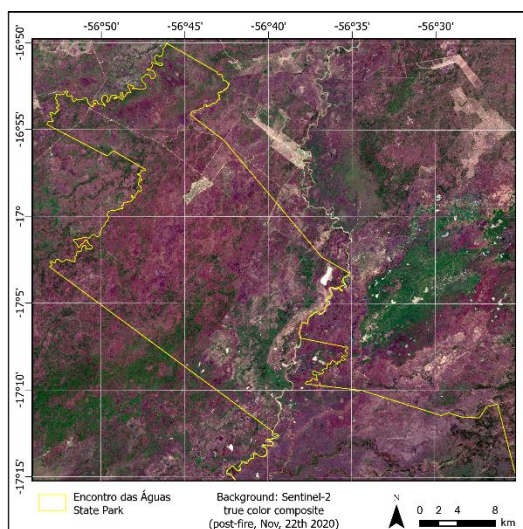 -56°50' -56°45' -56°40' -56°35' -56°30'
-16°50'
-16°55'
-17°
-17°05'
-17°10'
-17°15'
Encontro das Águas
State Park
Background: Sentinel-2
true color composite
(post-fire, Nov, 22th 2020)
N
0 2 4 8
km